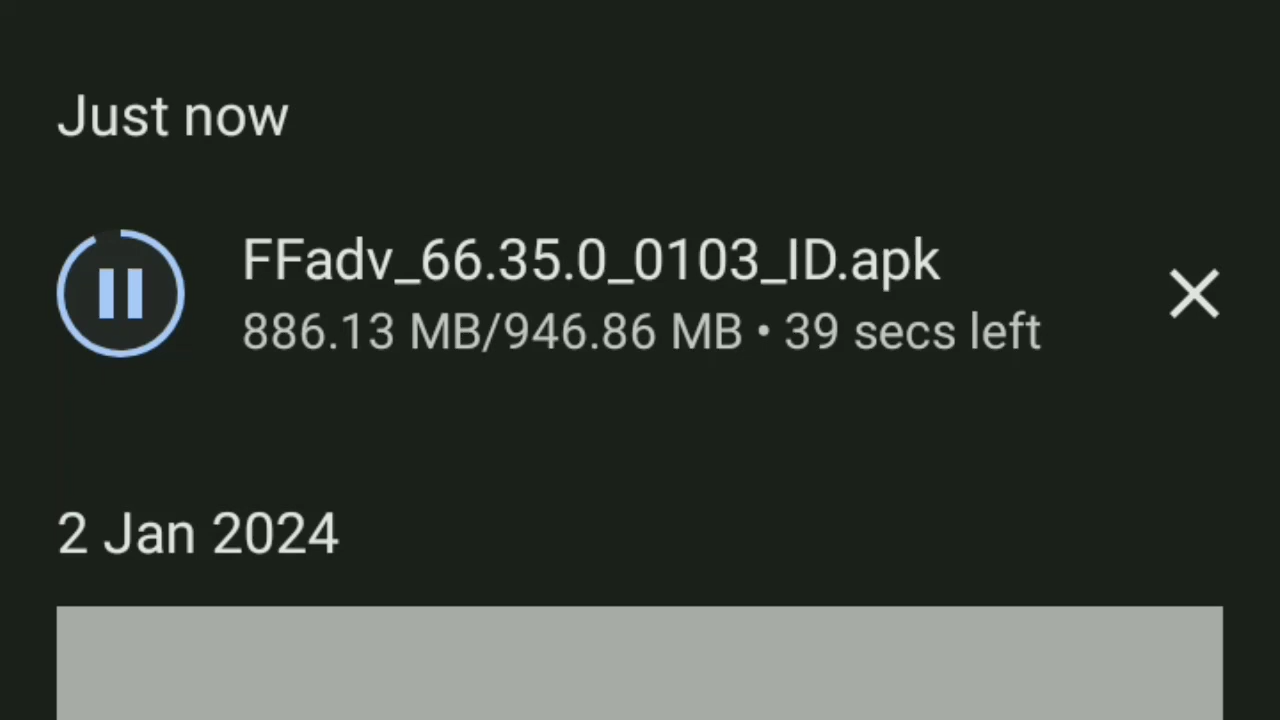 Just now
FFadv_66.35.0_0103_ID.apk
886.13 MB/946.86 MB • 39 secs left
2 Jan 2024